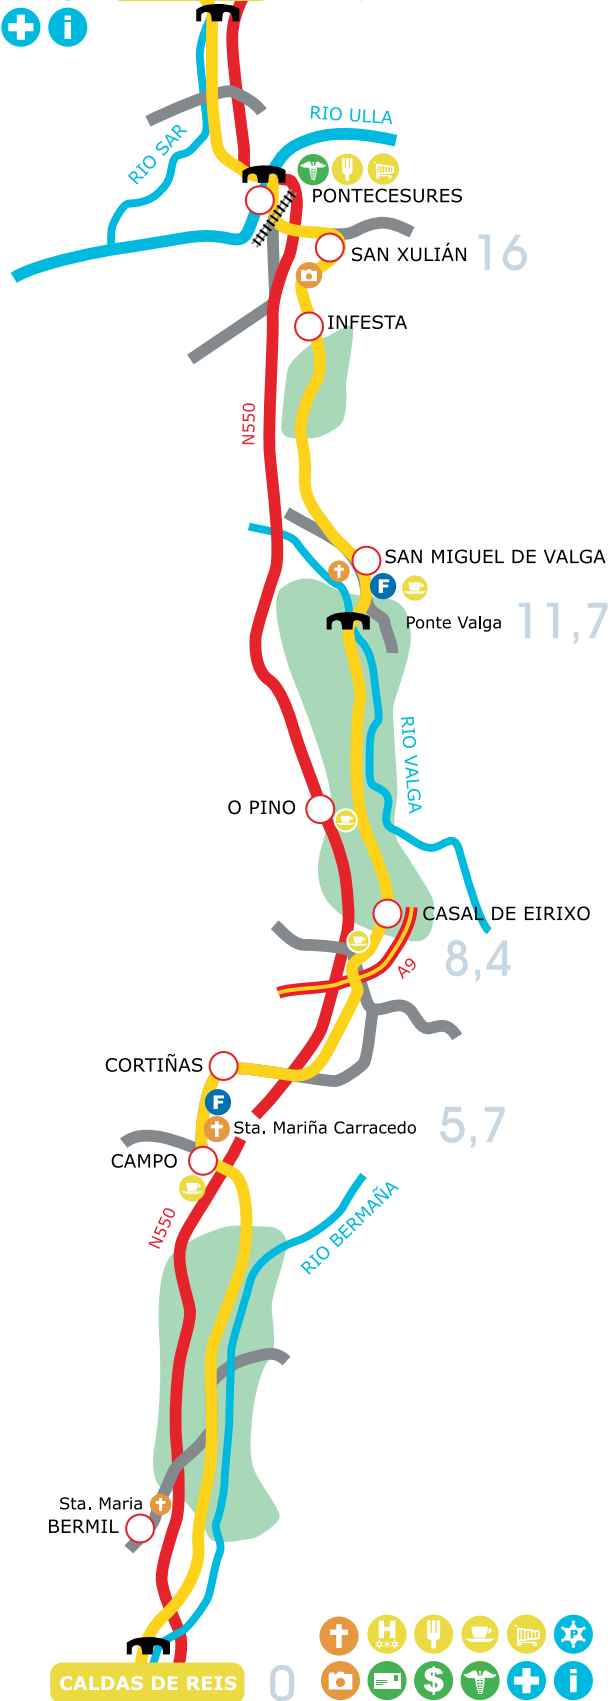 i
RIO ULLA
RIO SAR
PONTECESURES
SAN XULIÁN
16
INFESTA
N550
SAN MIGUEL DE VALGA
F
Ponte Valga
11,7
RIO VALGA
O PINO
CASAL DE EIRIXO
8,4
A9
CORTIÑAS
F
Sta. Mariña Carracedo
5,7
CAMPO
N550
RIO BERMAÑA
Sta. Maria
BERMIL
H
P
CALDAS DE REIS
0
$
i